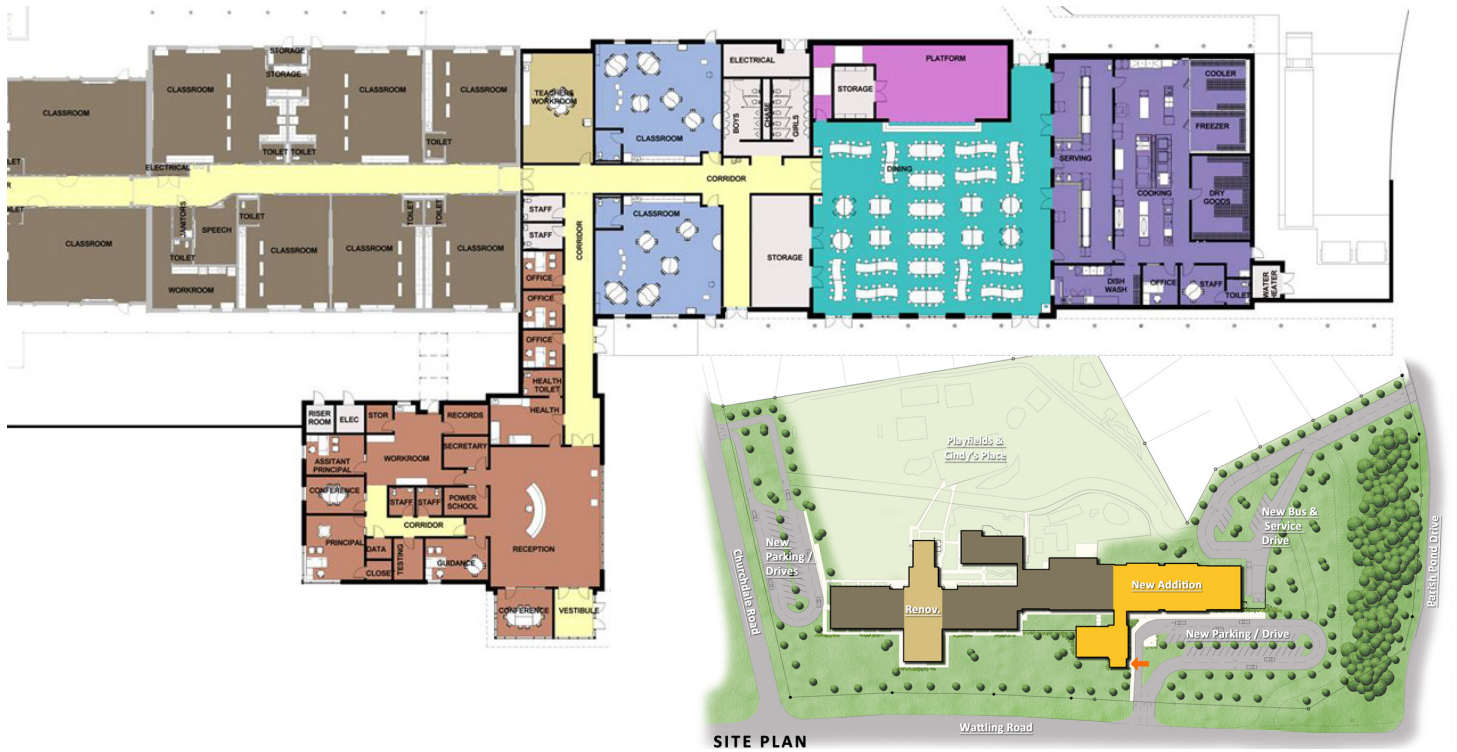 STORAGE
STORAGE
CLASSROOM
CLASSROOM
CLASSROOM
CLASSROOM
TOILET
TOILET
TOILET
ELECTRICAL
TEACHERS
WORKROOM
CLASSROOM
ELECTRICAL
BOYS
CHASE
GIRLS
STORAGE
PLATFORM
DINING
SERVING
COOKING
COOLER
FREEZER
DRY
GOODS
CORRIDOR
CLASSROOM
JANITORS
TOILET
SPEECH
WORKROOM
TOILET
CLASSROOM
CLASSROOM
TOILET
TOILET
CLASSROOM
STAFF
STAFF
OFFICE
OFFICE
OFFICE
CORRIDOR
CLASSROOM
STORAGE
DISH
WASH
OFFICE
STAFF
TOILET
WATER
HEATER
HEALTH
TOILET
HEALTH
RISER
ROOM
ELEC
STOR
RECORDS
SECRETARY
WORKROOM
ASSITANT
PRINCIPAL
CONFERENCE
STAFF
STAFF
POWER
SCHOOL
CORRIDOR
PRINCIPAL
DATA
CLOSE
TESTING
GUIDANCE
RECEPTION
CONFERENCE
VESTIBULE
Playfields &
Cindy's Place
New Bus &
Service
Drive
New
Parking /
Drives
Churchdale Road
Renov.
New Addition
New Parking / Drive
Patish Pond Drive
Wattling Road
SITE PLAN